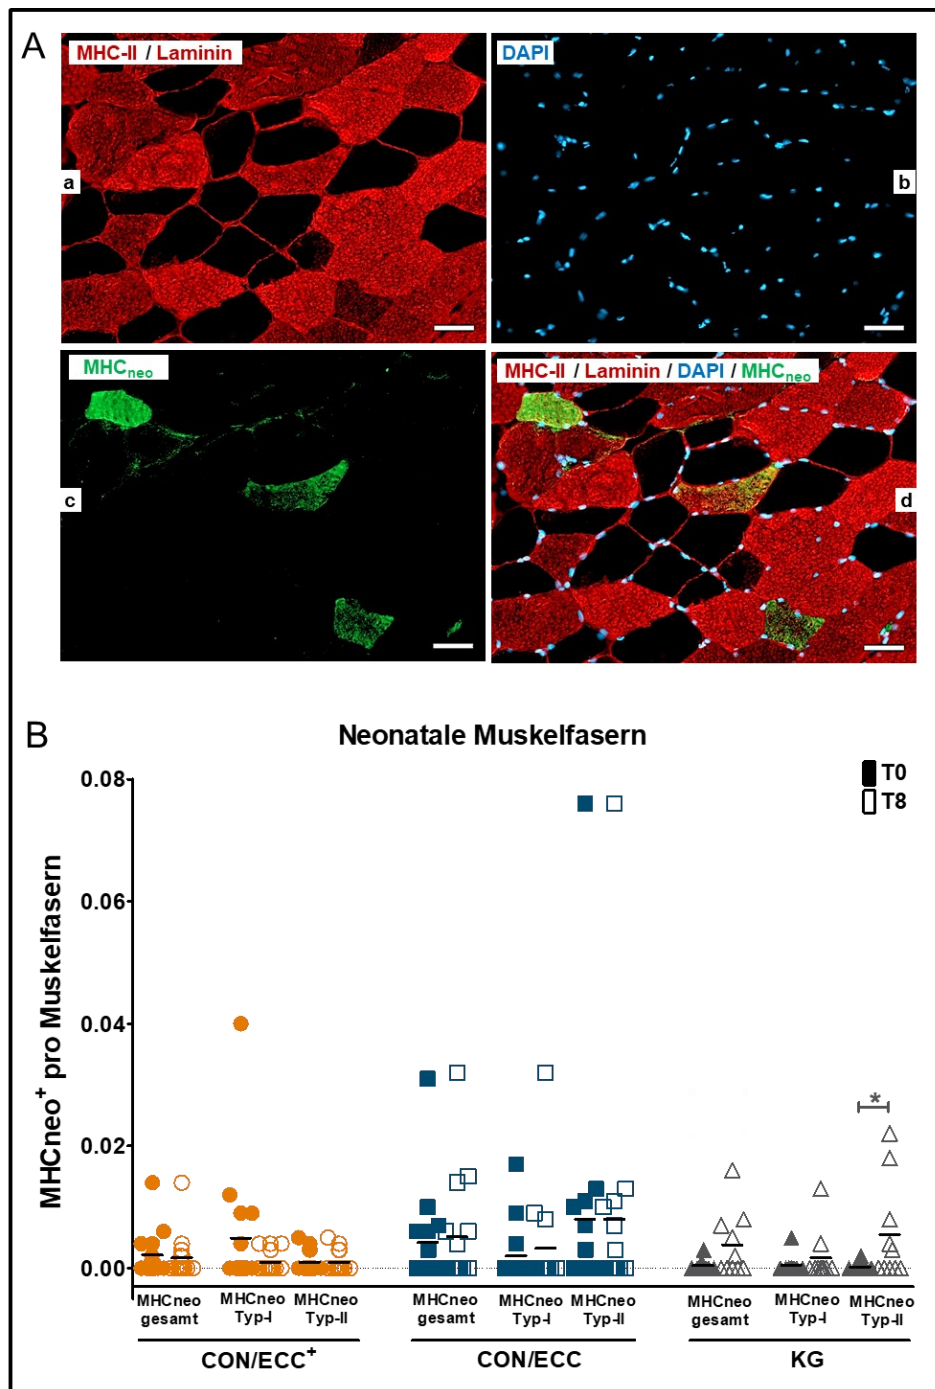 A
MHC-II / Laminin
DAPI
a
b
MHCneo
MHC-II / Laminin / DAPI / MHCneo
c
d
B
Neonatale Muskelfasern
T0
T8
MHCneo+ pro Muskelfasern
0.08
0.06
0.04
0.02
0.00
*
MHCneo gesamt
MHCneo Typ-I
MHCneo Typ-II
MHCneo gesamt
MHCneo Typ-I
MHCneo Typ-II
MHCneo gesamt
MHCneo Typ-I
MHCneo Typ-II
CON/ECC+
CON/ECC
KG